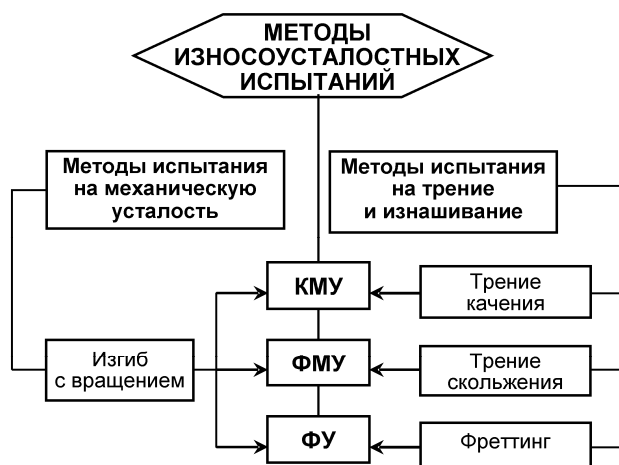 МЕТОДЫ
ИЗНОСОУСТАЛОСТНЫХ
ИСПЫТАНИЙ
Методы испытания
на механическую
усталость
Методы испытания
на трение
и изнашивание
КМУ
Трение
качения
Изгиб
с вращением
ФМУ
Трение
скольжения
ФУ
Фреттинг